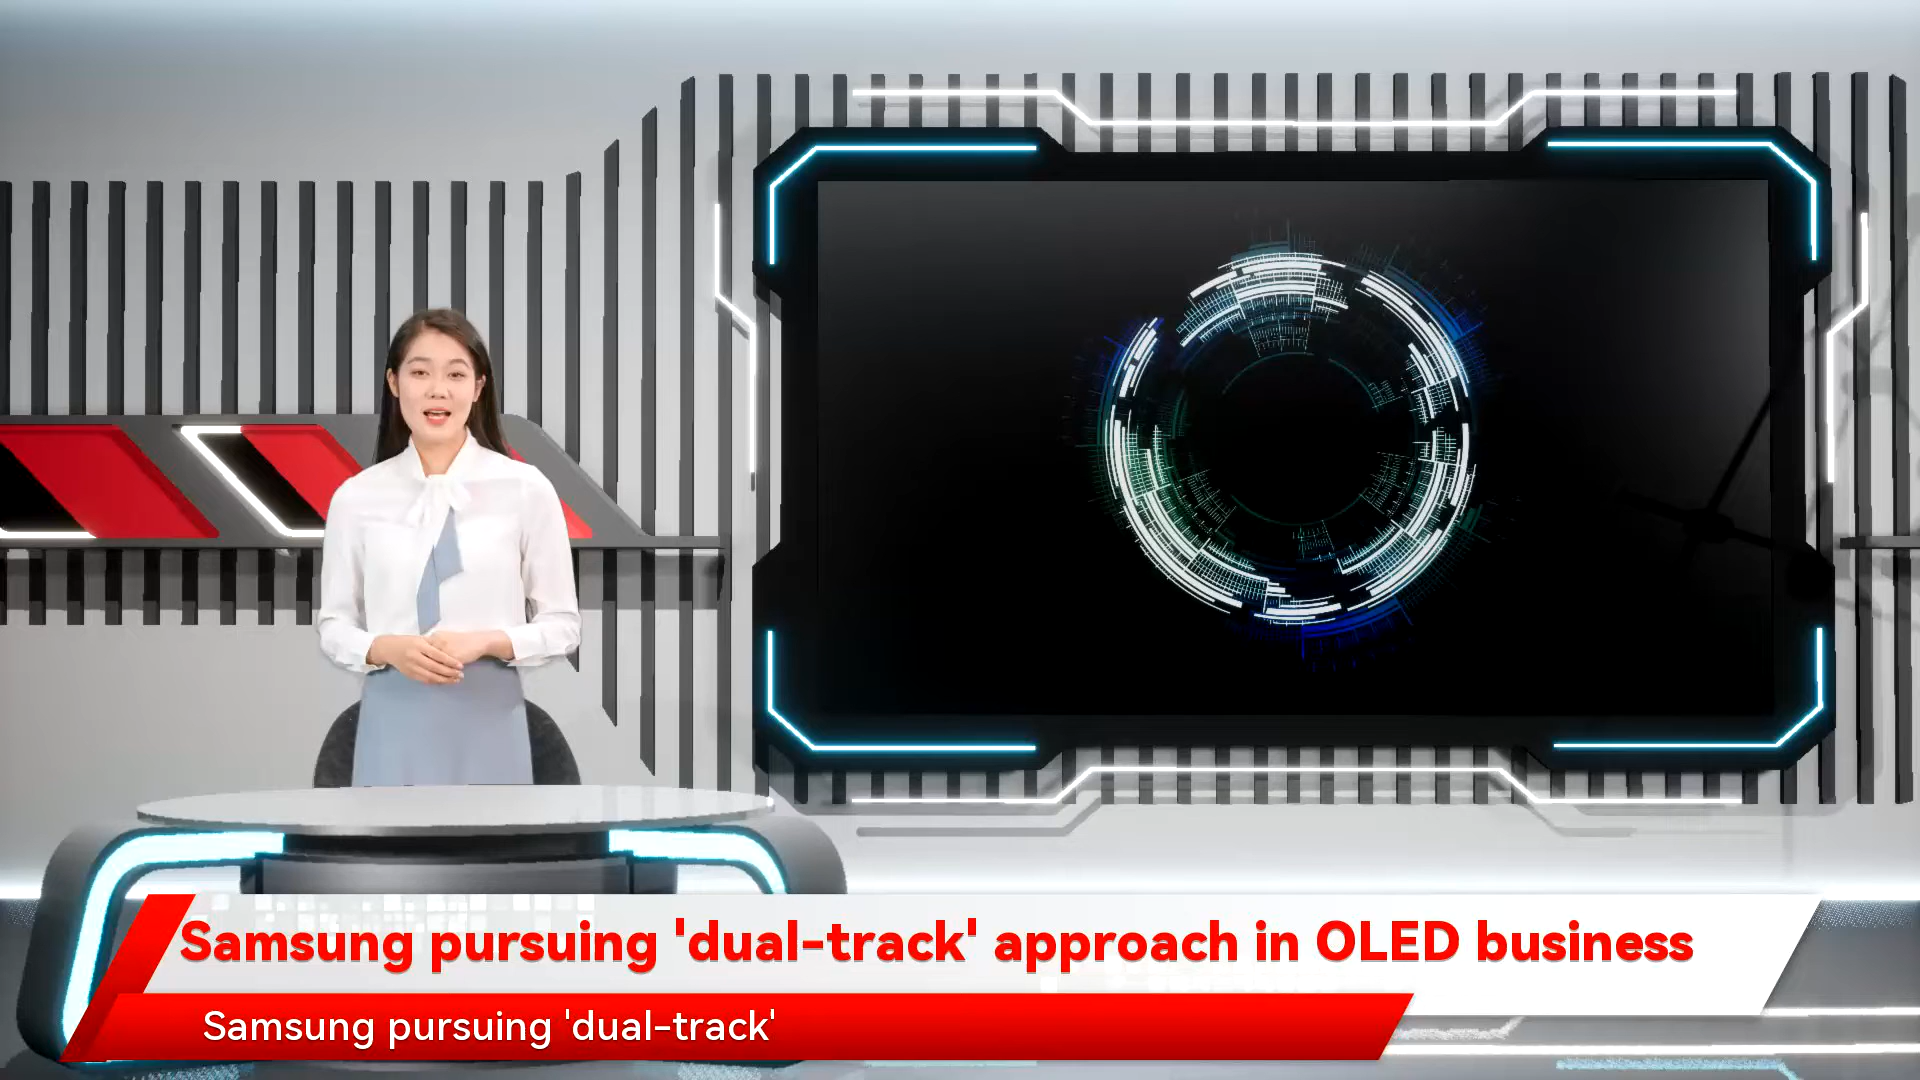 Samsung pursuing 'dual-track' approach in OLED business
Samsung pursuing 'dual-track'